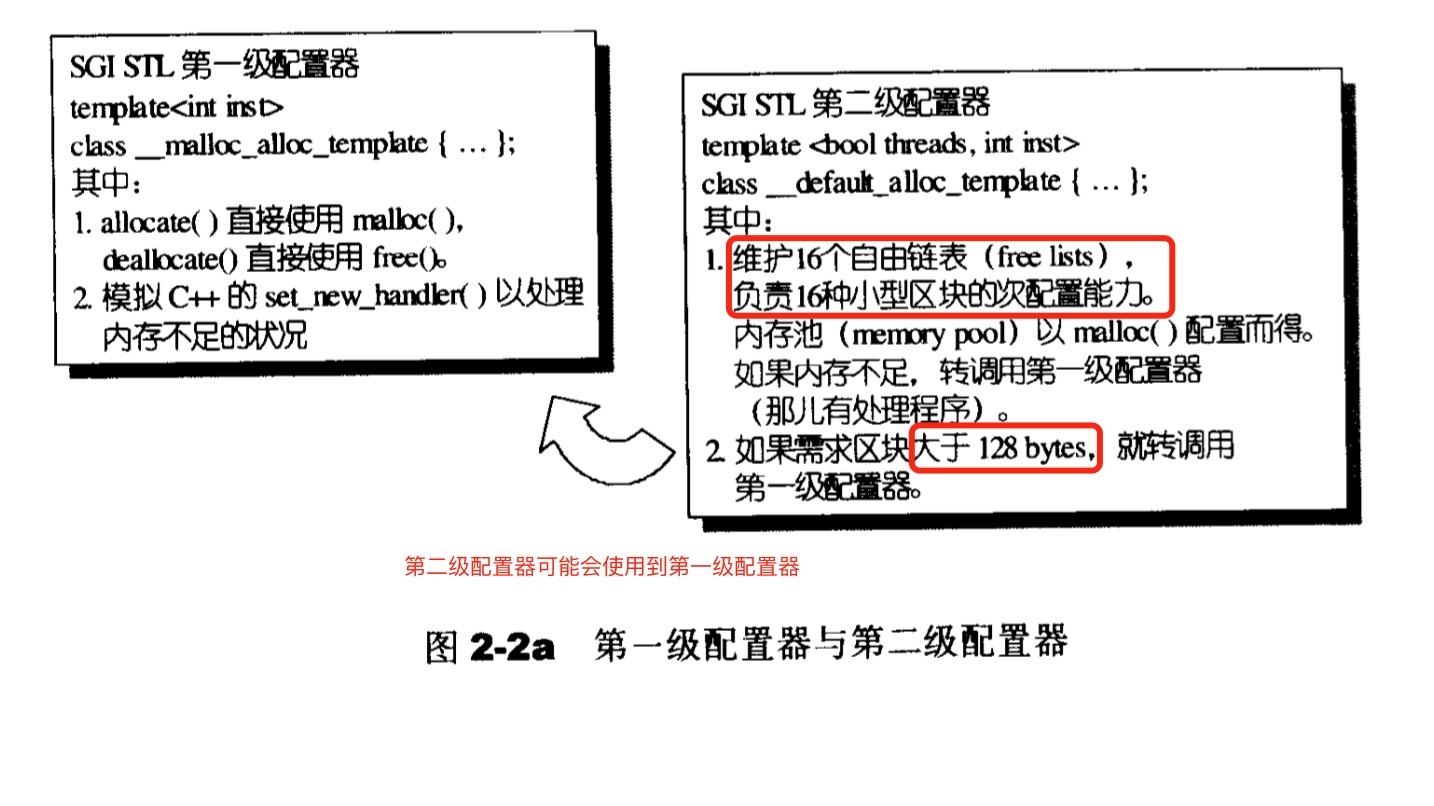 SGI STL 第一级配置器
template<int inst>
class __malloc_alloc_template { … };
其中：
1. allocate( ) 直接使用 malloc( ),
deallocate() 直接使用 free()。
2. 模拟 C++ 的 set_new_handler( ) 以处理
内存不足的状况
SGI STL 第二级配置器
template <bool threads, int inst>
class __default_alloc_template { … };
其中：
1. 维护16个自由链表（free lists），
负责16种小型区块的次配置能力。
内存池（memory pool）以 malloc( ) 配置而得。
如果内存不足，转调用第一级配置器
（那儿有处理程序）。
2. 如果需求区块大于 128 bytes，就转调用
第一级配置器。
第二级配置器可能会使用到第一级配置器
图 2-2a 第一级配置器与第二级配置器